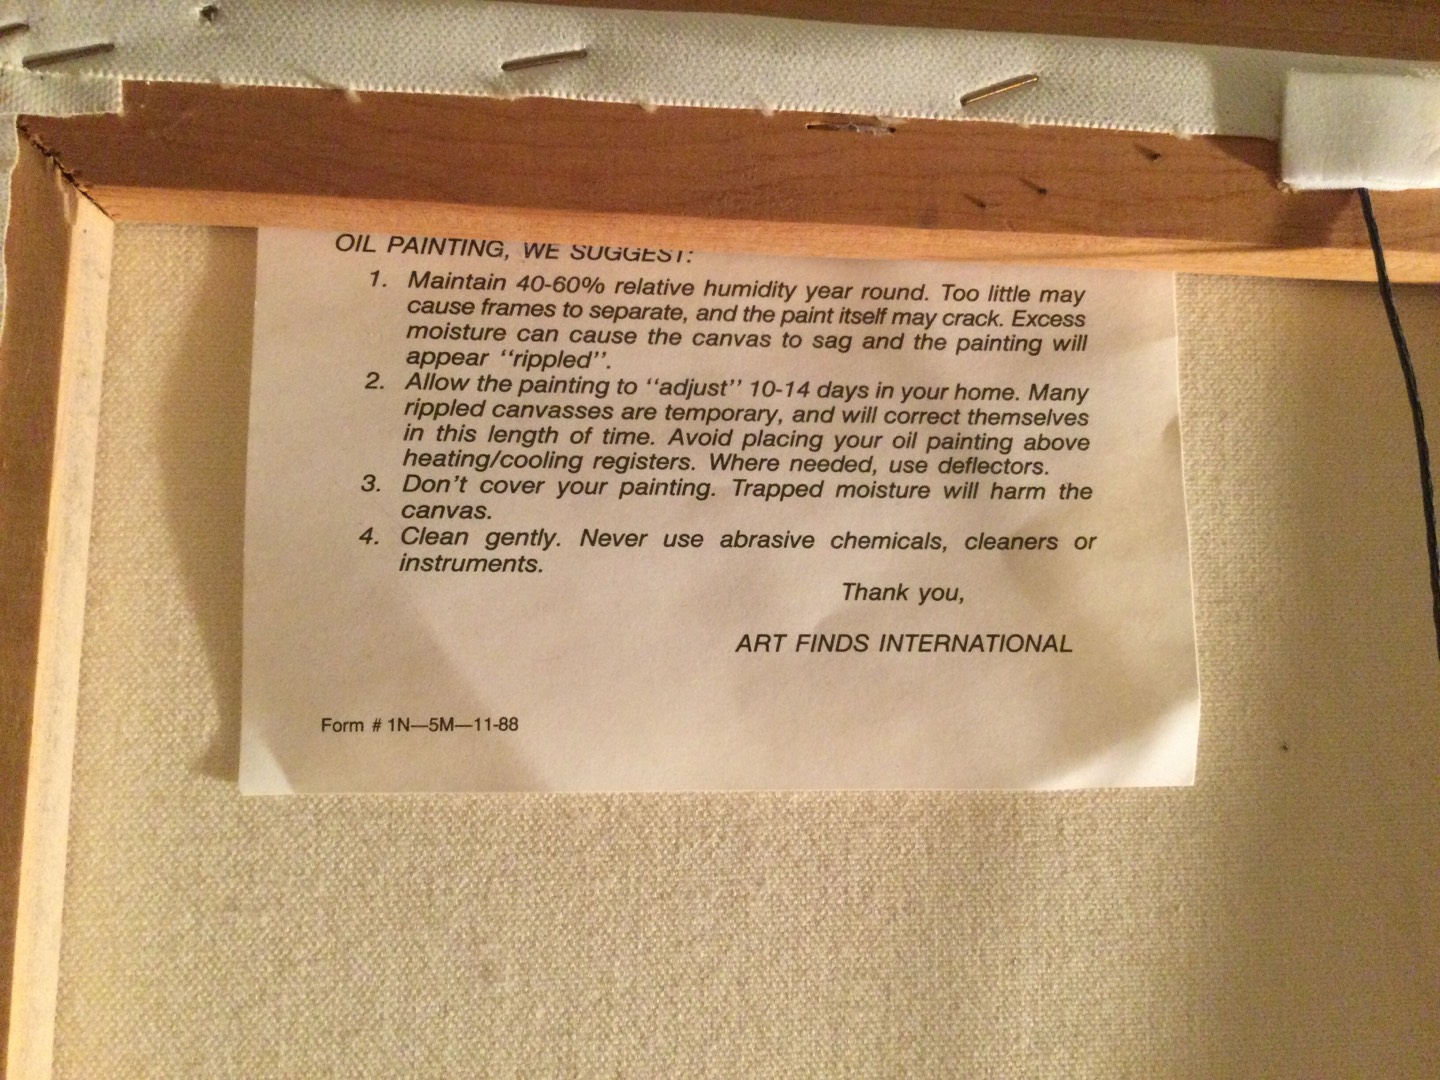 OIL PAINTING, WE SUGGEST:
1. Maintain 40-60% relative humidity year round. Too little may
cause frames to separate, and the paint itself may crack. Excess
moisture can cause the canvas to sag and the painting will
appear ‘‘rippled’’.
2. Allow the painting to ‘‘adjust’’ 10-14 days in your home. Many
rippled canvasses are temporary, and will correct themselves
in this length of time. Avoid placing your oil painting above
heating/cooling registers. Where needed, use deflectors.
3. Don't cover your painting. Trapped moisture will harm the
canvas.
4. Clean gently. Never use abrasive chemicals, cleaners or
instruments.
Thank you,
ART FINDS INTERNATIONAL
Form # 1N—5M—11-88